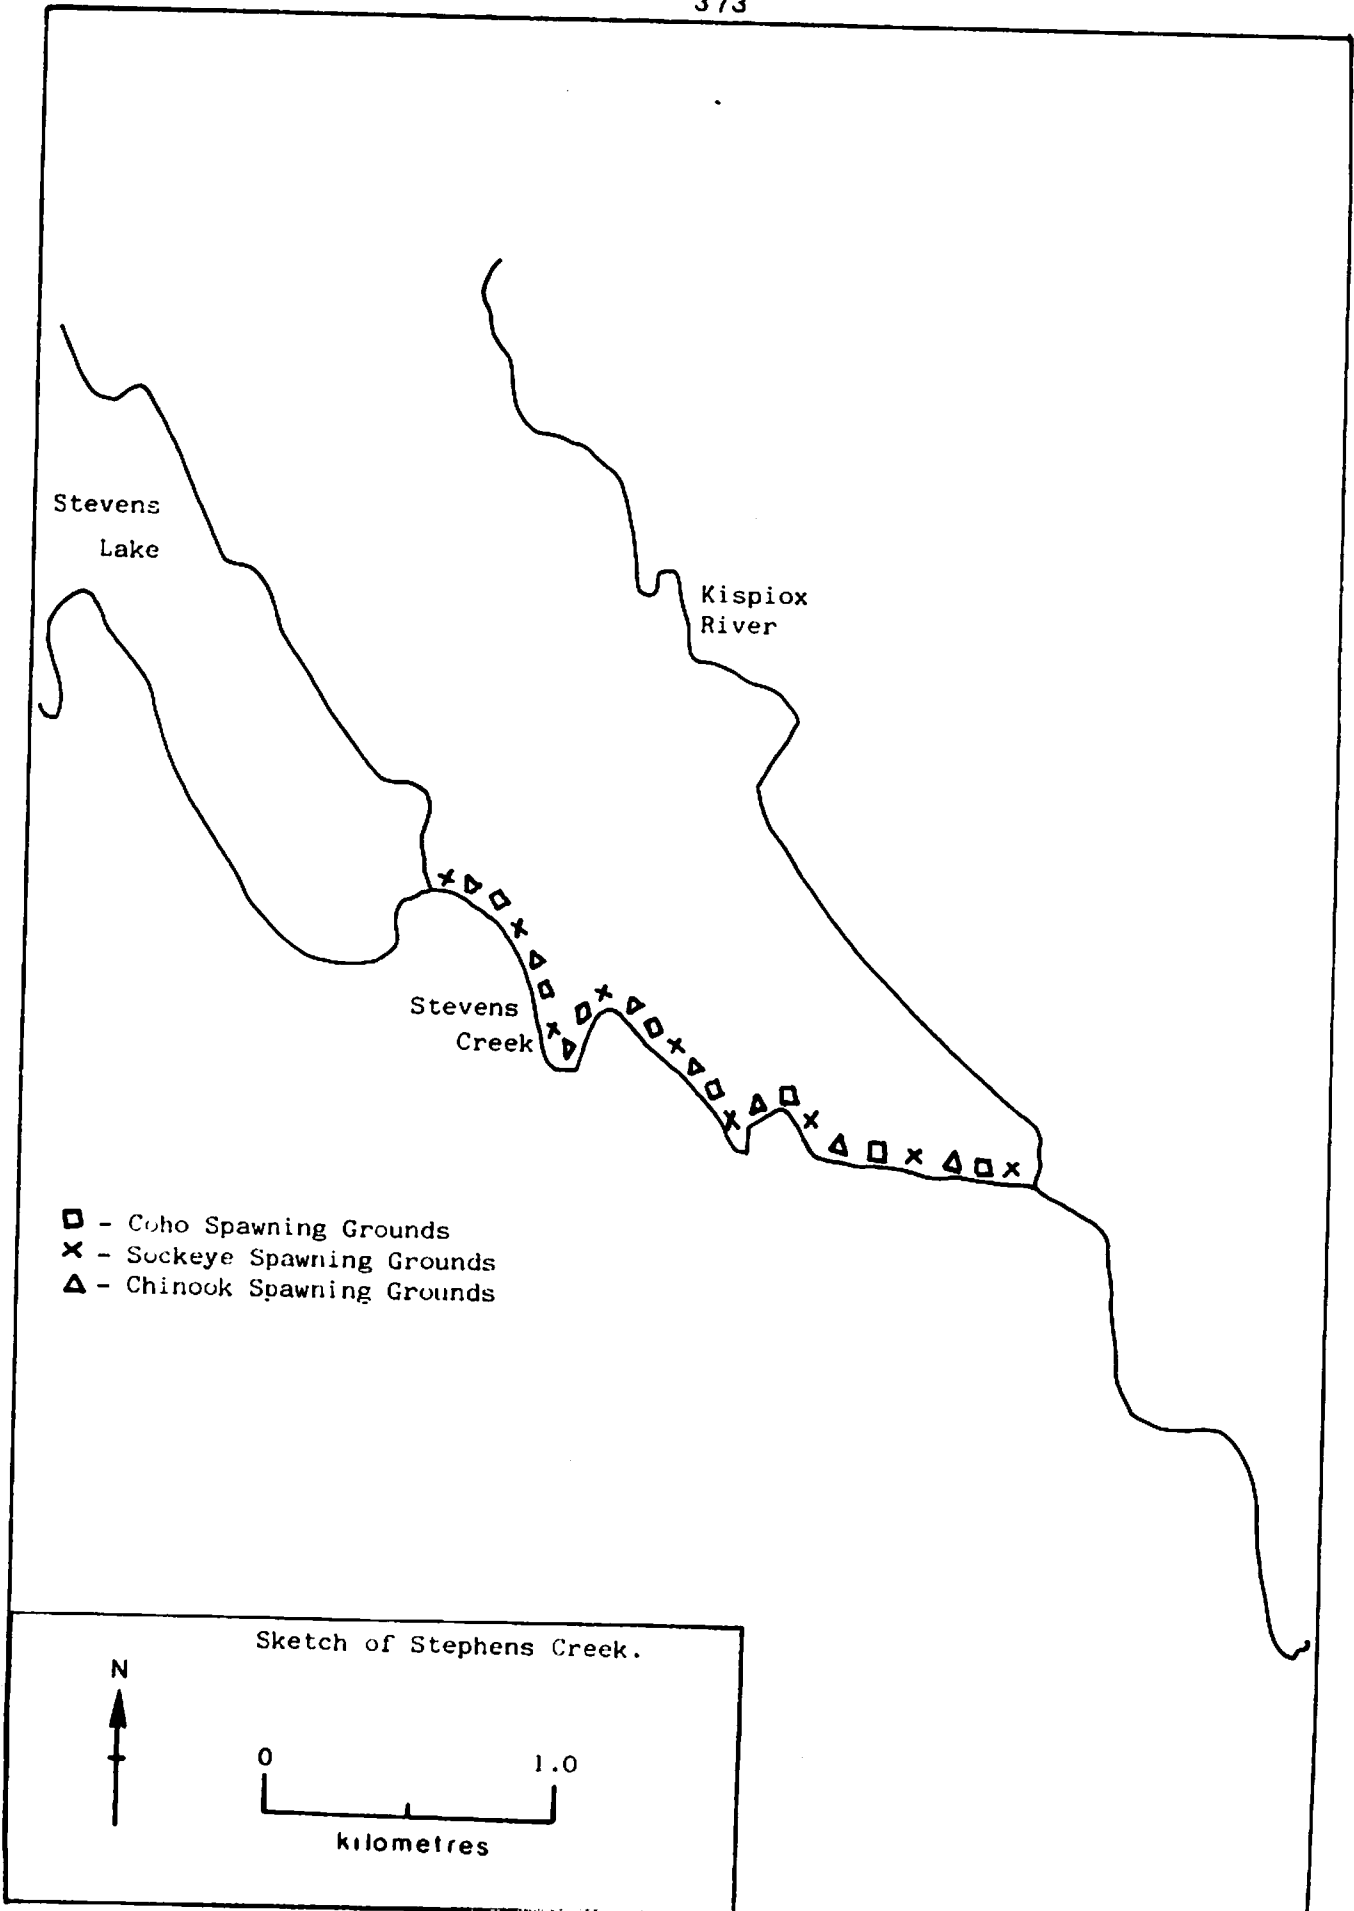 373
Stevens
Lake
Kispiox
River
Stevens
Creek
□ - Coho Spawning Grounds
× - Sockeye Spawning Grounds
△ - Chinook Spawning Grounds
Sketch of Stephens Creek.
N
0 1.0
kilometres